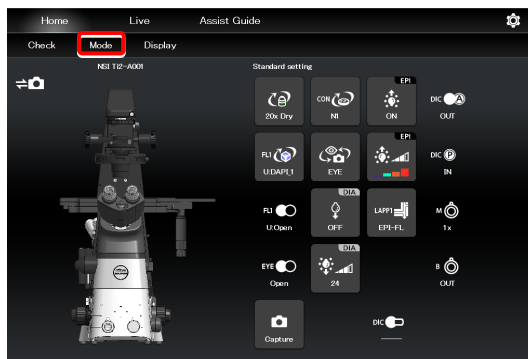 Home Live Assist Guide
Check Mode Display
NSI Ti2-A001
Standard setting
EPI
20x Dry
CON
N1
ON
DIC A
OUT
FL1
U:DAPI_1
EYE
EPI
DIC P
IN
FL1
U:Open
DIA
OFF
LAPP1
EPI-FL
M
1x
EYE
Open
DIA
24
B
OUT
Capture
DIC